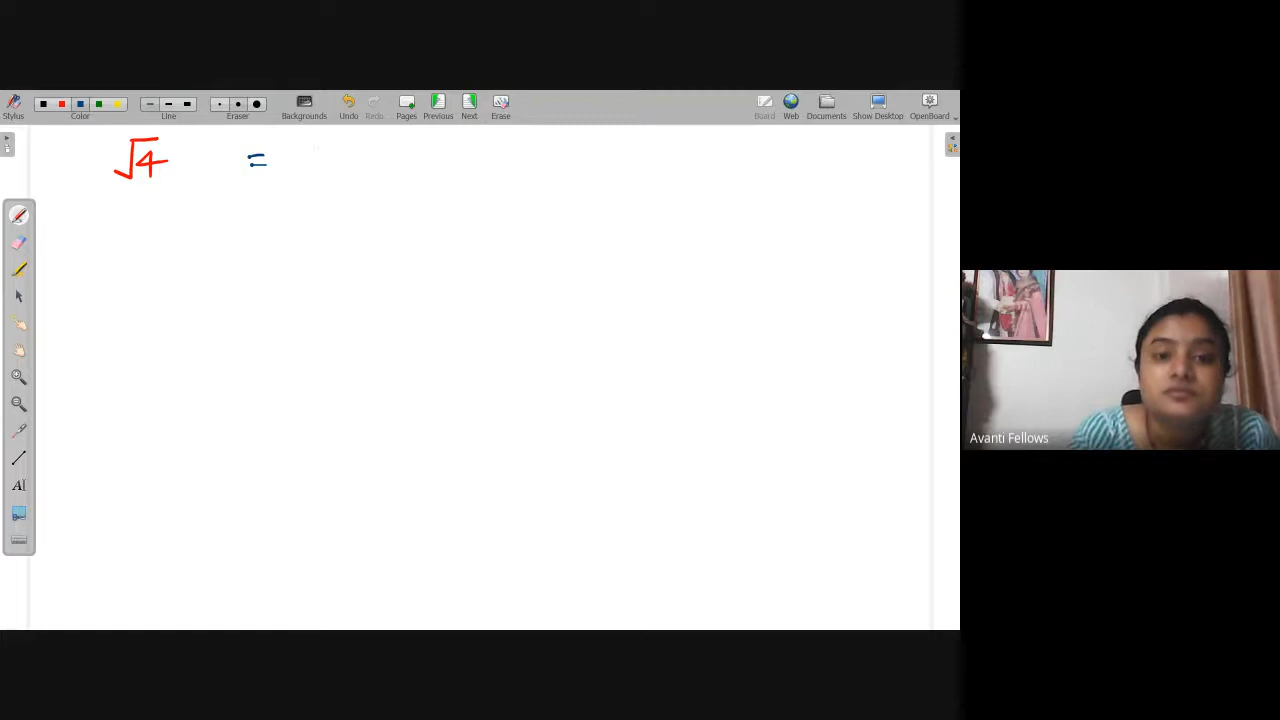 Stylus Color Line Eraser Backgrounds Undo Redo Pages Previous Next Erase Board Web Documents Show Desktop OpenBoard
√4 =
Avanti Fellows